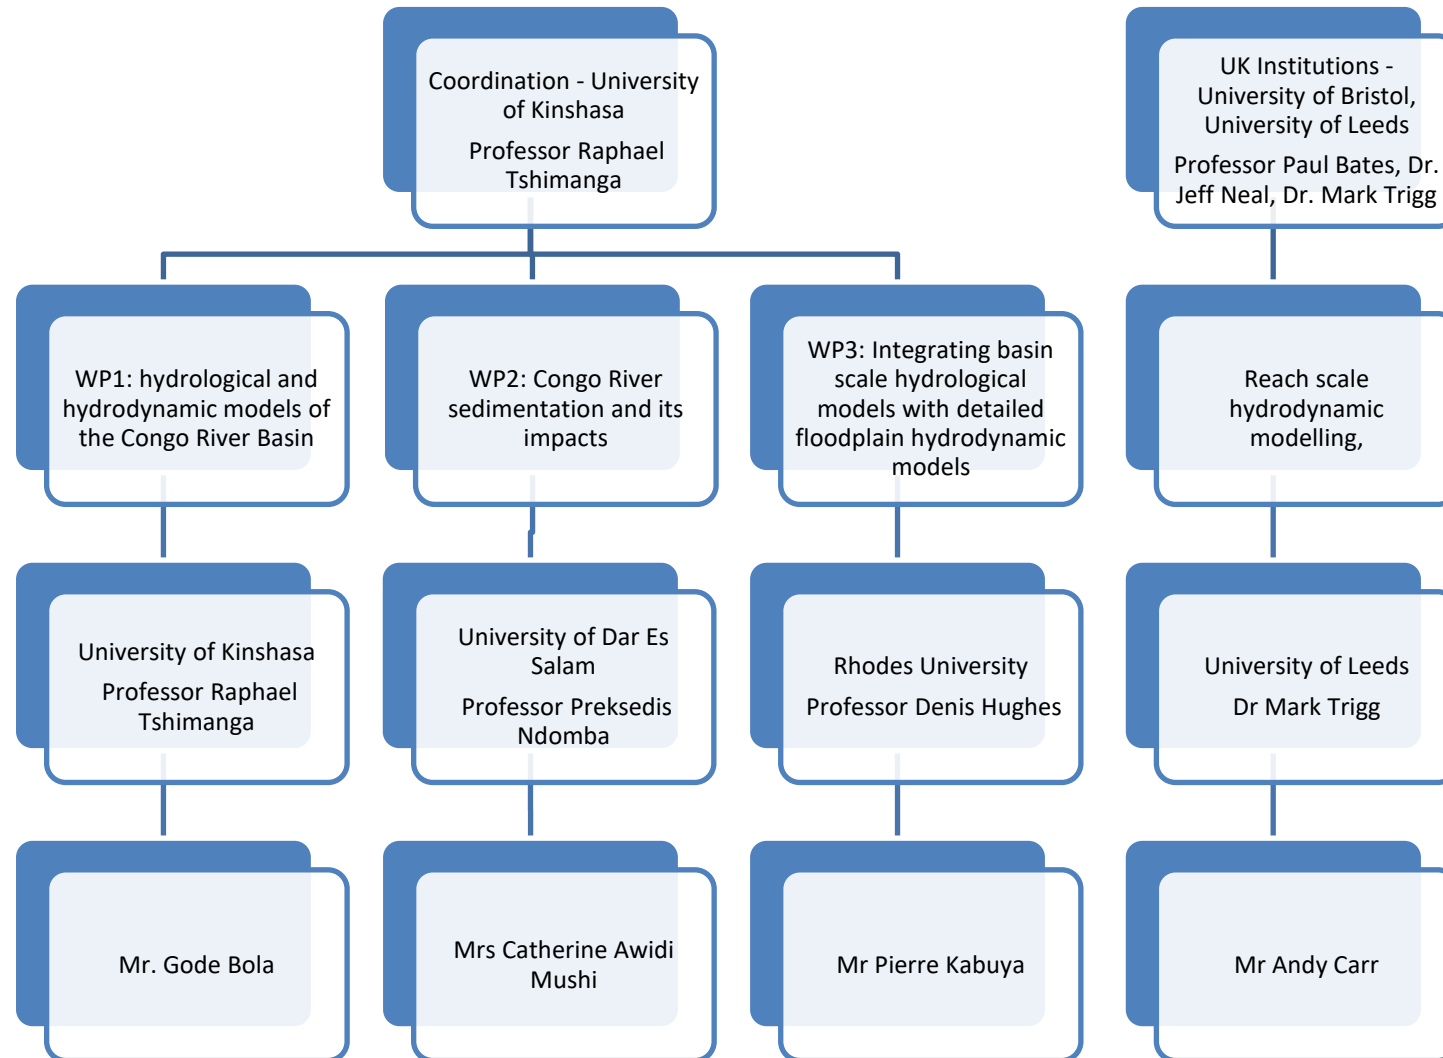 Coordination - University
of Kinshasa
Professor Raphael
Tshimanga
UK Institutions -
University of Bristol,
University of Leeds
Professor Paul Bates, Dr.
Jeff Neal, Dr. Mark Trigg
WP1: hydrological and
hydrodynamic models of
the Congo River Basin
WP2: Congo River
sedimentation and its
impacts
WP3: Integrating basin
scale hydrological
models with detailed
floodplain hydrodynamic
models
Reach scale
hydrodynamic
modelling,
University of Kinshasa
Professor Raphael
Tshimanga
University of Dar Es
Salam
Professor Preksedis
Ndomba
Rhodes University
Professor Denis Hughes
University of Leeds
Dr Mark Trigg
Mr. Gode Bola
Mrs Catherine Awidi
Mushi
Mr Pierre Kabuya
Mr Andy Carr